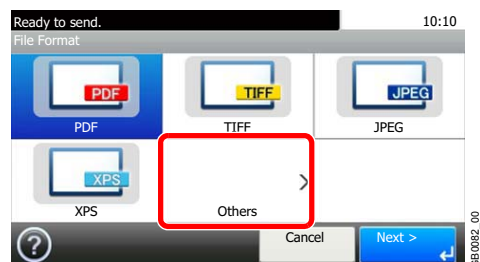 Ready to send.
10:10
File Format
PDF
TIFF
JPEG
PDF
TIFF
JPEG
XPS
XPS
Others
>
?
Cancel
Next >
GB0082_00